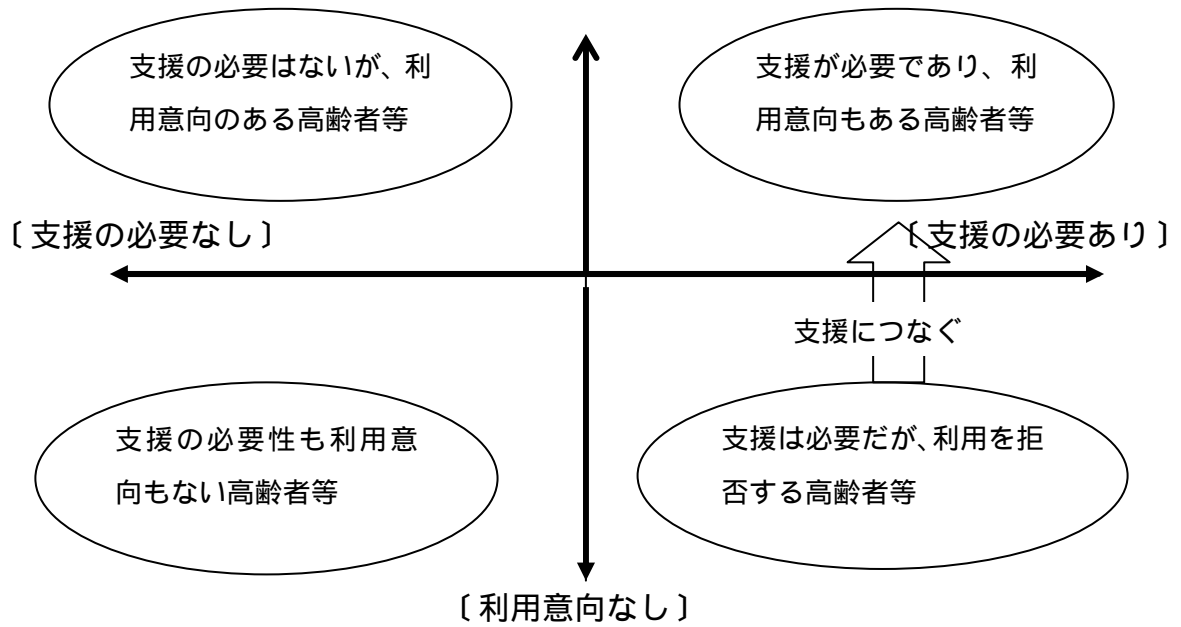 支援の必要はないが、利
用意向のある高齢者等
支援が必要であり、利
用意向もある高齢者等
〔支援の必要なし〕
〔支援の必要あり〕
支援につなぐ
支援の必要性も利用意
向もない高齢者等
支援は必要だが、利用を拒
否する高齢者等
〔利用意向なし〕